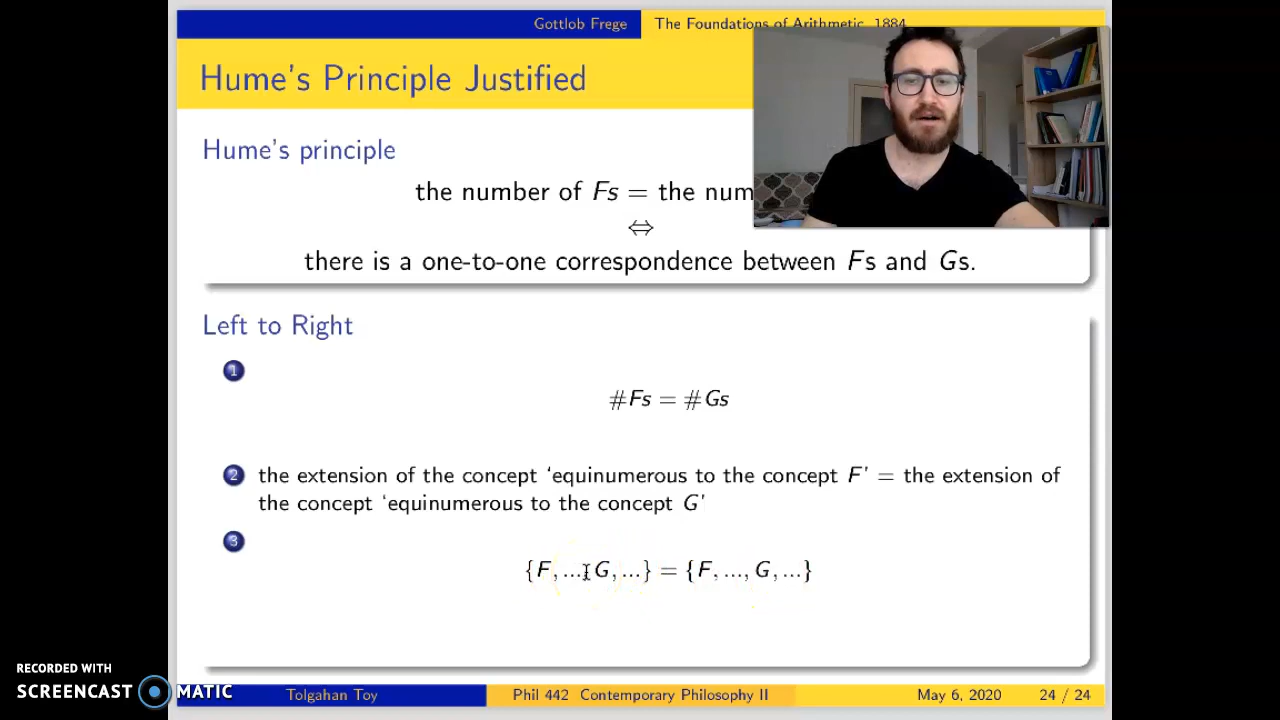 Gottlob Frege The Foundations of Arithmetic, 1884
Hume's Principle Justified
Hume's principle
the number of Fs = the num
⇔
there is a one-to-one correspondence between Fs and Gs.
Left to Right
1
#Fs = #Gs
2 the extension of the concept ‘equinumerous to the concept F’ = the extension of
the concept ‘equinumerous to the concept G’
3
{F, ..., G, ...} = {F, ..., G, ...}
RECORDED WITH
SCREENCAST MATIC
Tolgahan Toy Phil 442 Contemporary Philosophy II May 6, 2020 24 / 24